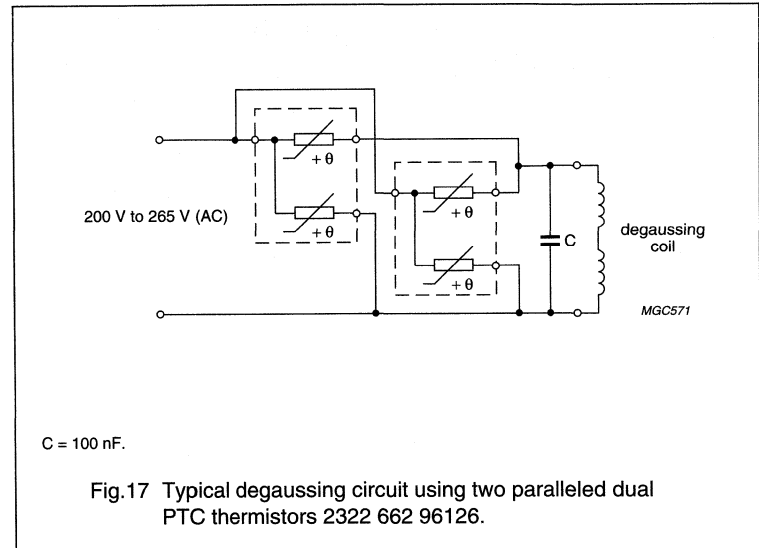 + θ
+ θ
+ θ
+ θ
200 V to 265 V (AC)
C
degaussing
coil
MGC571
C = 100 nF.
Fig.17 Typical degaussing circuit using two paralleled dual
PTC thermistors 2322 662 96126.